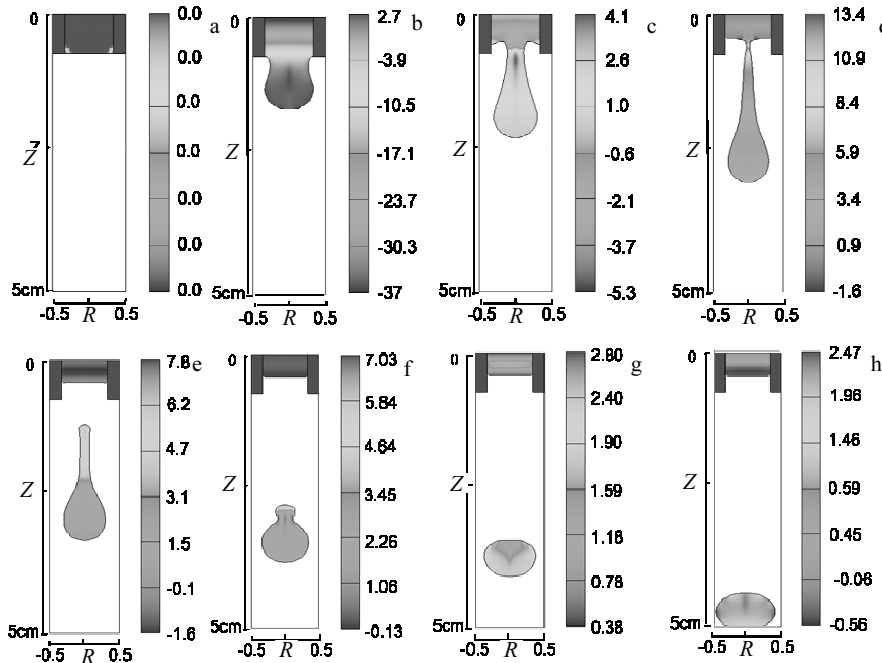 0
Z
5cm
-0.5 R 0.5
0.0
0.0
0.0
0.0
0.0
0.0
0.0
a
0
Z
5cm
-0.5 R 0.5
2.7
-3.9
-10.5
-17.1
-23.7
-30.3
-37
b
0
Z
5cm
-0.5 R 0.5
4.1
2.6
1.0
-0.6
-2.1
-3.7
-5.3
c
0
Z
5cm
-0.5 R 0.5
13.4
10.9
8.4
5.9
3.4
0.9
-1.6
0
Z
5cm
-0.5 R 0.5
7.8
6.2
4.7
3.1
1.5
-0.1
-1.6
e
0
Z
5cm
-0.5 R 0.5
7.03
5.84
4.64
3.45
2.26
1.06
-0.13
f
0
Z
5cm
-0.5 R 0.5
2.80
2.40
1.90
1.59
1.18
0.78
0.38
g
0
Z
5cm
-0.5 R 0.5
2.47
1.96
1.46
0.59
0.45
-0.06
-0.56
h